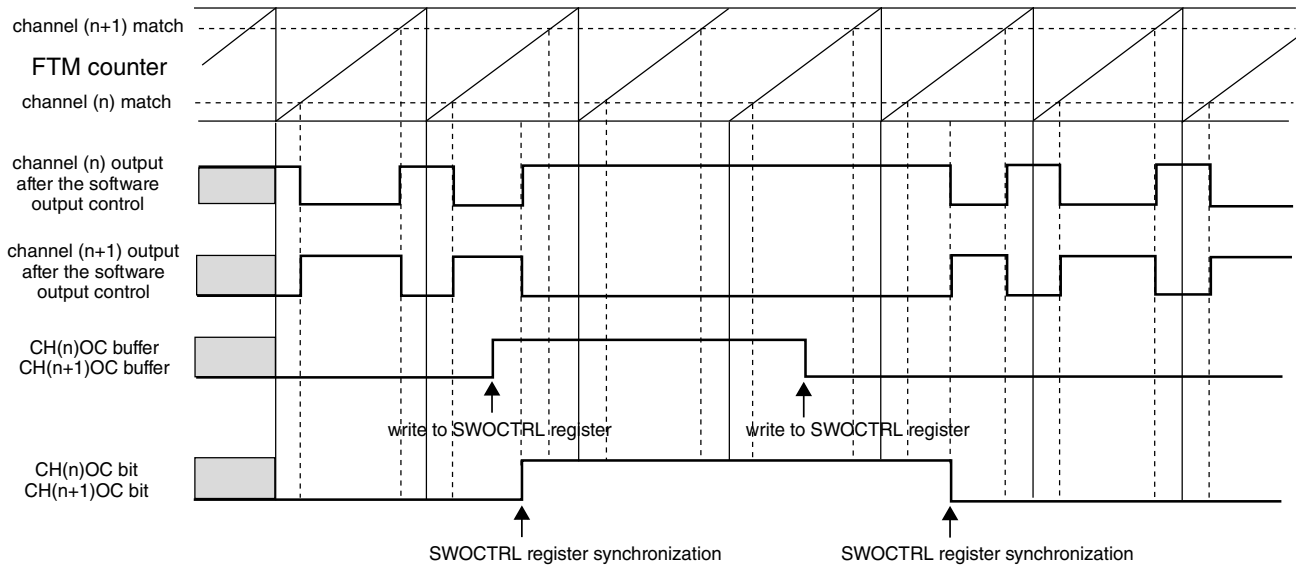 channel (n+1) match
FTM counter
channel (n) match
channel (n) output
after the software
output control
channel (n+1) output
after the software
output control
CH(n)OC buffer
CH(n+1)OC buffer
write to SWOCTRL register
write to SWOCTRL register
CH(n)OC bit
CH(n+1)OC bit
SWOCTRL register synchronization
SWOCTRL register synchronization